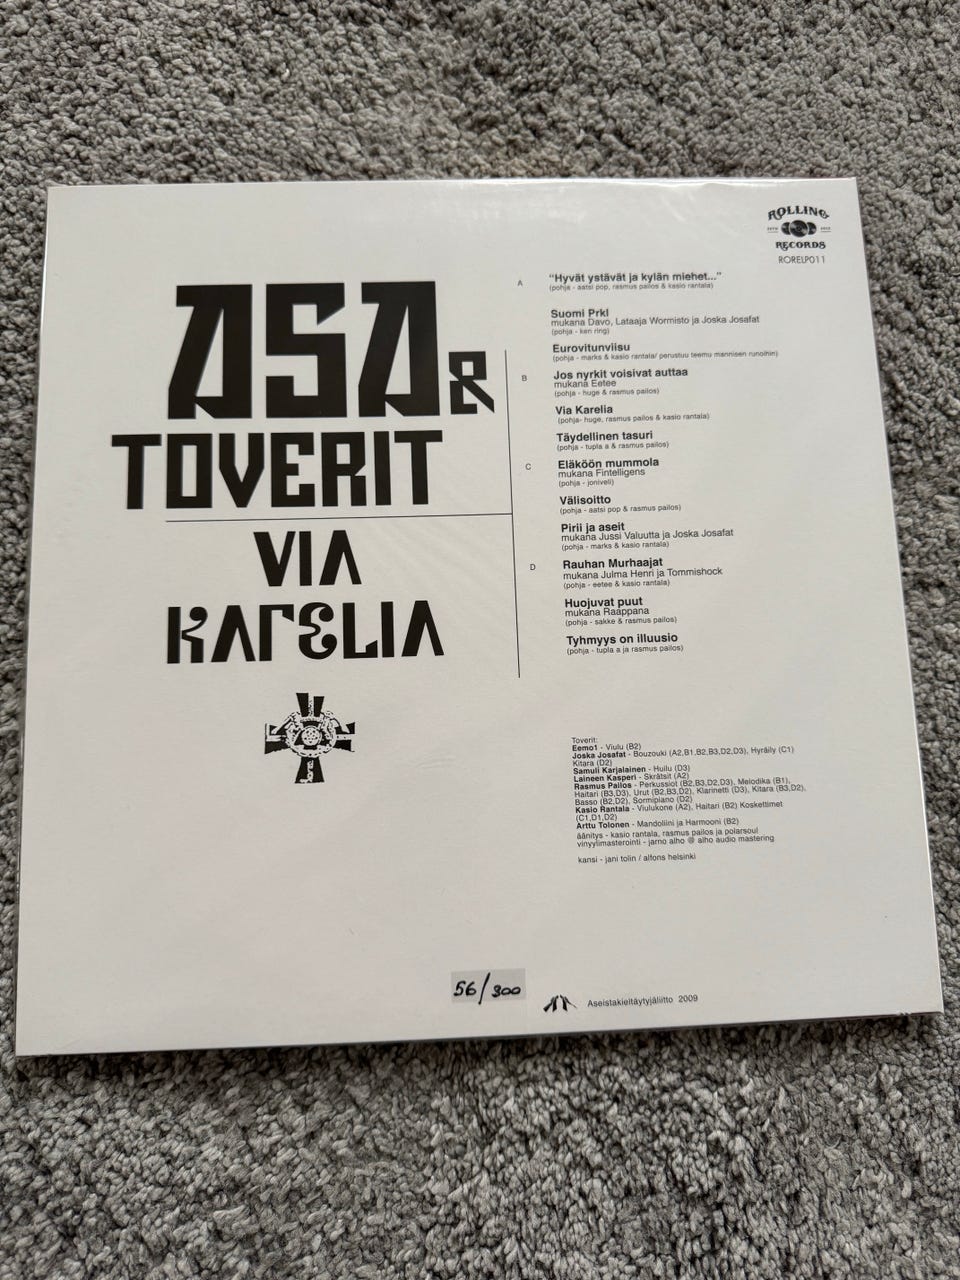 ROLLING
RECORDS
RORELP011
ASA &
TOVERIT
VIA
KARELIA
A
"Hyvät ystävät ja kylän miehet..."
(pohja - aatsi pop, rasmus pailos & kasio rantala)
Suomi Prkl
mukana Davo, Lataaja Wormisto ja Joska Josafat
(pohja - ken ring)
Eurovitunviisu
(pohja - marks & kasio rantala/ perustuu teemu mannisen runoihin)
B
Jos nyrkit voisivat auttaa
mukana Eetee
(pohja - huge & rasmus pailos)
Via Karelia
(pohja- huge, rasmus pailos & kasio rantala)
Täydellinen tasuri
(pohja - tupla a & rasmus pailos)
C
Eläköön mummola
mukana Fintelligens
(pohja - joniveli)
Välisoitto
(pohja - aatsi pop & rasmus pailos)
Pirii ja aseit
mukana Jussi Valuutta ja Joska Josafat
(pohja - marks & kasio rantala)
D
Rauhan Murhaajat
mukana Julma Henri ja Tommishock
(pohja - eetee & kasio rantala)
Huojuvat puut
mukana Raappana
(pohja - sakke & rasmus pailos)
Tyhmyys on illuusio
(pohja - tupla a ja rasmus pailos)
Toverit:
Eemo1 - Viulu (B2)
Joska Josafat - Bouzouki (A2,B1,B2,B3,D2,D3), Hyräily (C1)
Kitara (D2)
Samuli Karjalainen - Huilu (D3)
Laineen Kasperi - Skrätsit (A2)
Rasmus Pailos - Perkussiot (B2,B3,D2,D3), Melodika (B1),
Haitari (B3,D3), Urut (B2,B3,D2), Klarinetti (D3), Kitara (B3,D2),
Basso (B2,D2), Sormipiano (D2)
Kasio Rantala - Viulukone (A2), Haitari (B2) Koskettimet
(C1,D1,D2)
Arttu Tolonen - Mandoliini ja Harmooni (B2)
äänitys - kasio rantala, rasmus pailos ja polarsoul
vinyylimasterointi - jarno alho @ alho audio mastering
kansi - jani tolin / alfons helsinki
56/300
Aseistakieltäytyjäliitto 2009